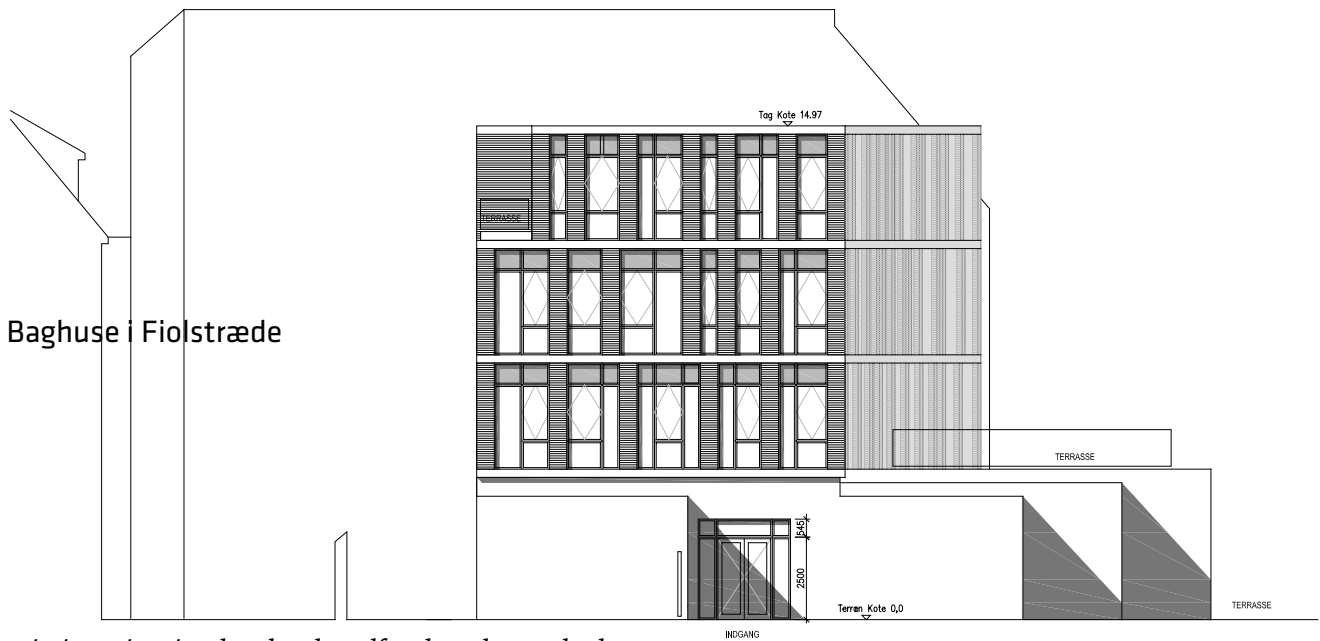 Tag Kote 14.97
TERRASSE
Baghuse i Fiolstræde
TERRASSE
545
2500
Terræn Kote 0,0
TERRASSE
INDGANG